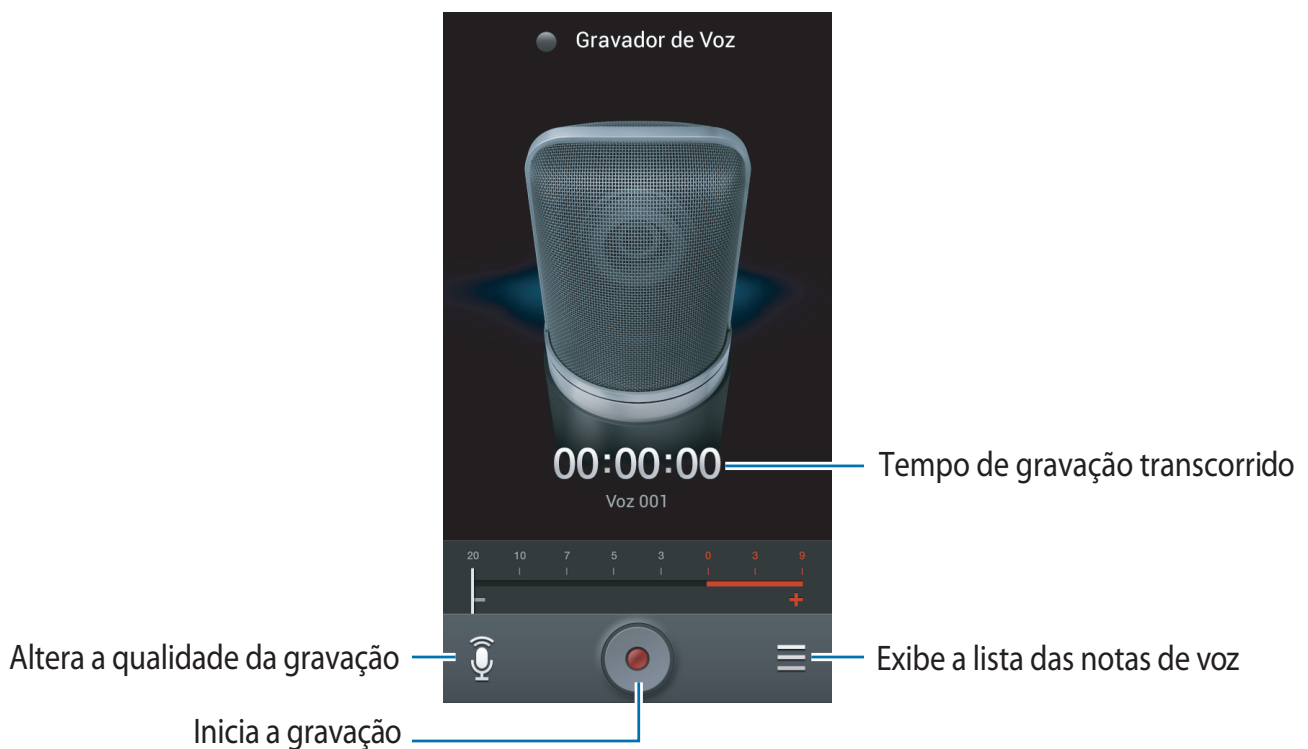 Gravador de Voz
00:00:00
Tempo de gravação transcorrido
Voz 001
20 10 7 5 3 0 3 9
− +
Altera a qualidade da gravação
Exibe a lista das notas de voz
Inicia a gravação